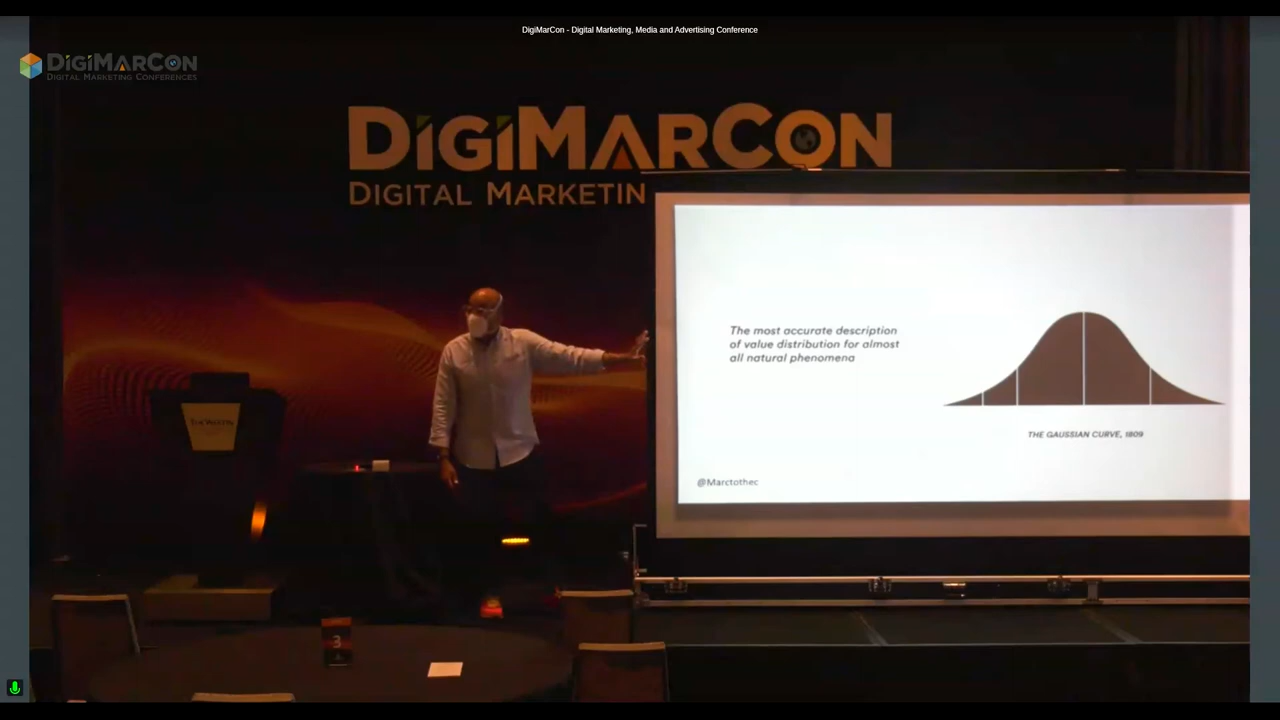 DigiMarCon - Digital Marketing, Media and Advertising Conference
DIGIMARCON
DIGITAL MARKETING CONFERENCES
DIGIMARCON
DIGITAL MARKETIN
The most accurate description
of value distribution for almost
all natural phenomena
THE GAUSSIAN CURVE, 1809
@Marctothec
3